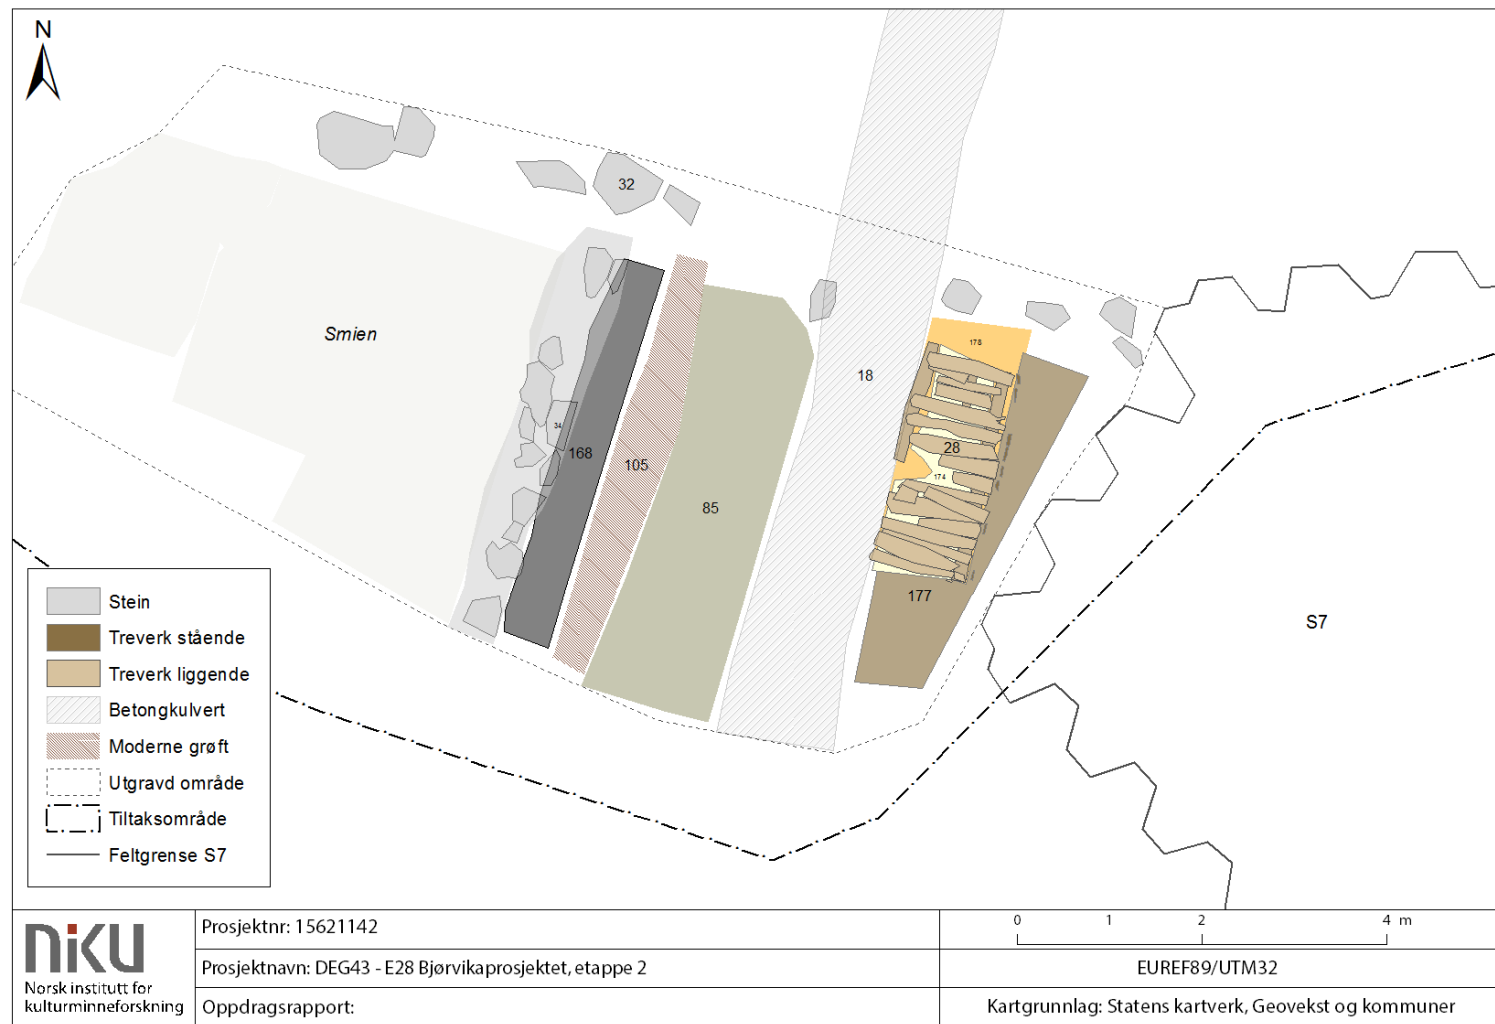 N
32
18
178
Smien
34
168
105
28
174
85
177
S7
Stein
Treverk stående
Treverk liggende
Betongkulvert
Moderne grøft
Utgravd område
Tiltaksområde
Feltgrense S7
niku
Norsk institutt for
kulturminneforskning
Prosjektnr: 15621142
Prosjektnavn: DEG43 - E28 Bjørvikaprosjektet, etappe 2
Oppdragsrapport:
0 1 2 4 m
EUREF89/UTM32
Kartgrunnlag: Statens kartverk, Geovekst og kommuner